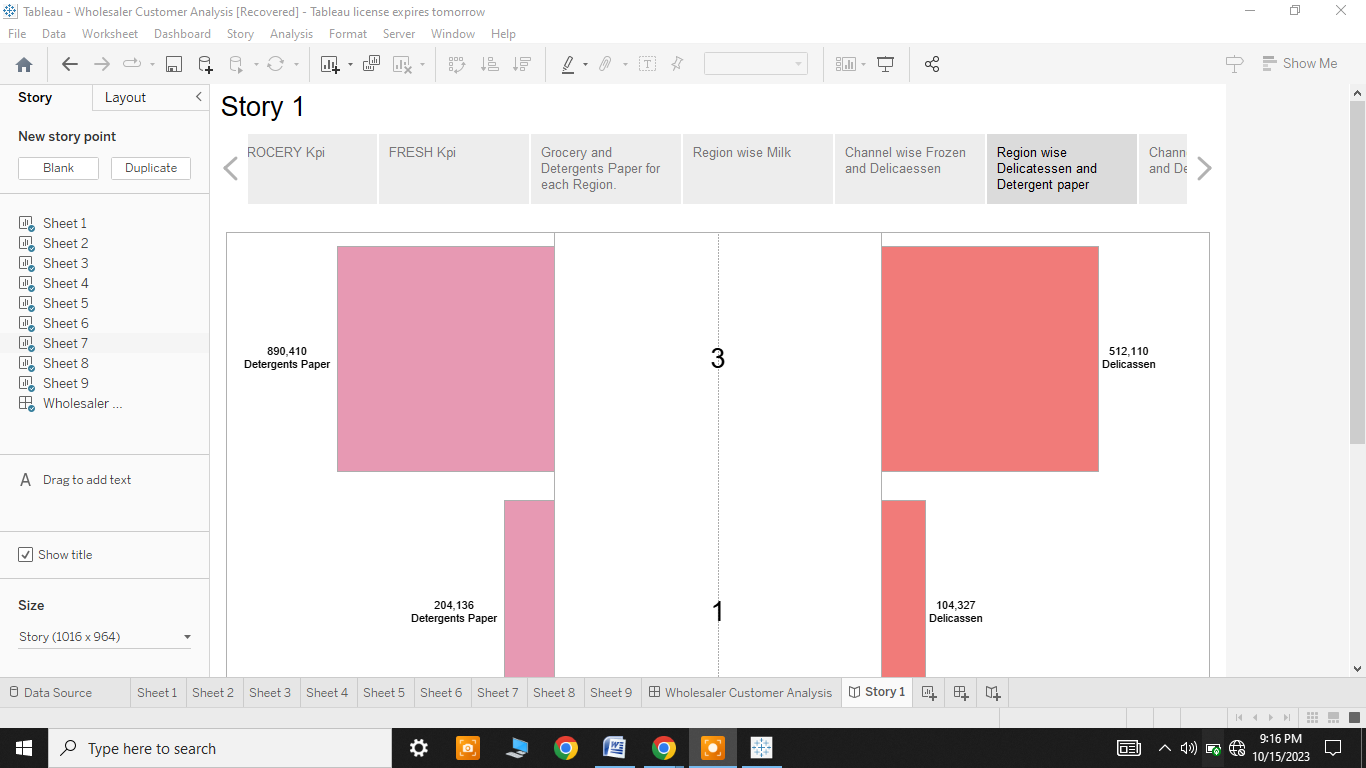 Tableau - Wholesaler Customer Analysis [Recovered] - Tableau license expires tomorrow
File Data Worksheet Dashboard Story Analysis Format Server Window Help
Show Me
Story Layout
New story point
Blank Duplicate
Sheet 1
Sheet 2
Sheet 3
Sheet 4
Sheet 5
Sheet 6
Sheet 7
Sheet 8
Sheet 9
Wholesaler ...
A Drag to add text
Show title
Size
Story (1016 x 964)
Story 1
ROCERY Kpi
FRESH Kpi
Grocery and
Detergents Paper for
each Region.
Region wise Milk
Channel wise Frozen
and Delicaessen
Region wise
Delicatessen and
Detergent paper
Chann
and De
890,410
Detergents Paper
3
512,110
Delicassen
204,136
Detergents Paper
1
104,327
Delicassen
Data Source Sheet 1 Sheet 2 Sheet 3 Sheet 4 Sheet 5 Sheet 6 Sheet 7 Sheet 8 Sheet 9 Wholesaler Customer Analysis Story 1
Type here to search
9:16 PM
10/15/2023